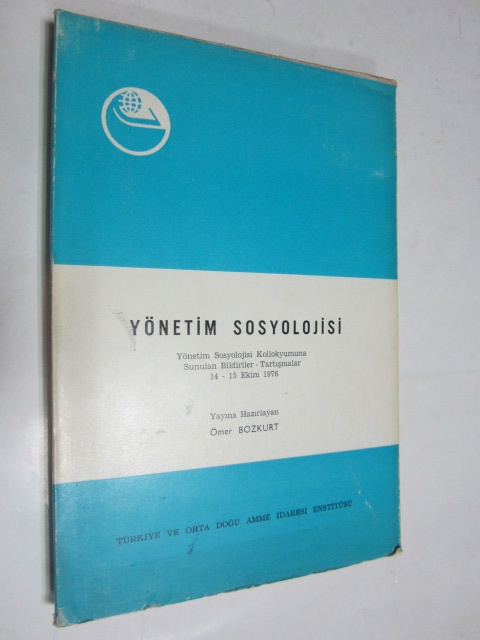 YÖNETİM SOSYOLOJİSİ
Yönetim Sosyolojisi Kollokyumuna
Sunulan Bildiriler - Tartışmalar
14 - 15 Ekim 1976
Yayına Hazırlayan
Ömer BOZKURT
TÜRKİYE VE ORTA DOĞU AMME İDARESİ ENSTİTÜSÜ